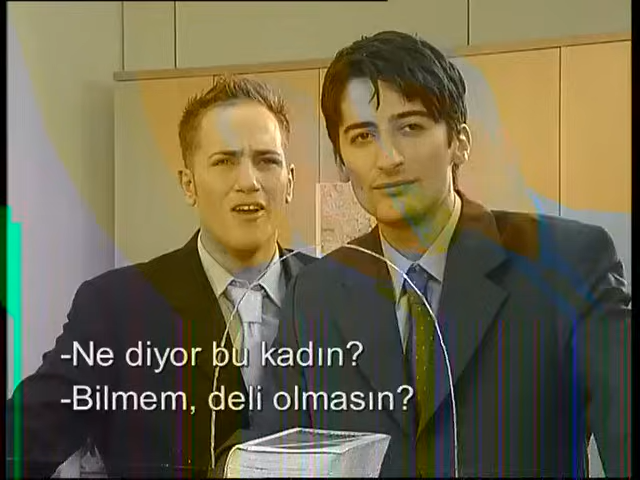 -Ne diyor bu kadın?
-Bilmem, deli olmasın?